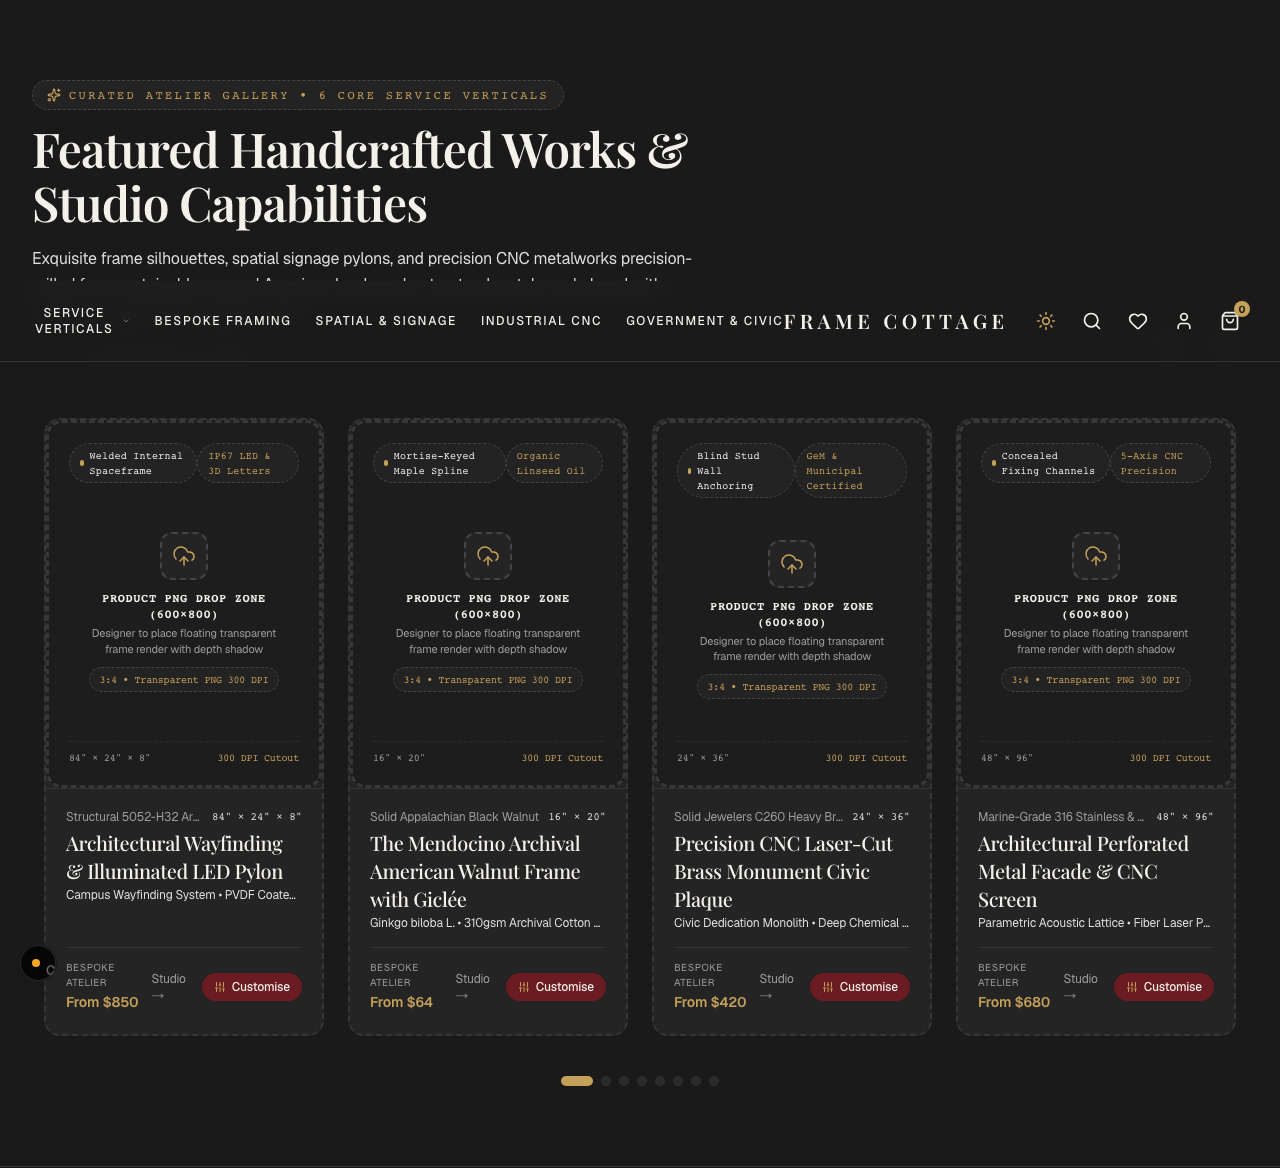 CURATED ATELIER GALLERY • 6 CORE SERVICE VERTICALS
Featured Handcrafted Works &
Studio Capabilities
Exquisite frame silhouettes, spatial signage pylons, and precision CNC metalworks precision-
SERVICE
VERTICALS
BESPOKE FRAMING
SPATIAL & SIGNAGE
INDUSTRIAL CNC
GOVERNMENT & CIVIC
FRAME COTTAGE
0
Welded Internal
Spaceframe
IP67 LED &
3D Letters
PRODUCT PNG DROP ZONE
(600×800)
Designer to place floating transparent
frame render with depth shadow
3:4 • Transparent PNG 300 DPI
84" × 24" × 8"
300 DPI Cutout
Structural 5052-H32 Ar...
84" × 24" × 8"
Architectural Wayfinding
& Illuminated LED Pylon
Campus Wayfinding System • PVDF Coate...
BESPOKE
ATELIER
From $850
Studio
→
Customise
Mortise-Keyed
Maple Spline
Organic
Linseed Oil
PRODUCT PNG DROP ZONE
(600×800)
Designer to place floating transparent
frame render with depth shadow
3:4 • Transparent PNG 300 DPI
16" × 20"
300 DPI Cutout
Solid Appalachian Black Walnut
16" × 20"
The Mendocino Archival
American Walnut Frame
with Giclée
Ginkgo biloba L. • 310gsm Archival Cotton ...
BESPOKE
ATELIER
From $64
Studio
→
Customise
Blind Stud
Wall
Anchoring
GeM &
Municipal
Certified
PRODUCT PNG DROP ZONE
(600×800)
Designer to place floating transparent
frame render with depth shadow
3:4 • Transparent PNG 300 DPI
24" × 36"
300 DPI Cutout
Solid Jewelers C260 Heavy Br...
24" × 36"
Precision CNC Laser-Cut
Brass Monument Civic
Plaque
Civic Dedication Monolith • Deep Chemical ...
BESPOKE
ATELIER
From $420
Studio
→
Customise
Concealed
Fixing Channels
5-Axis CNC
Precision
PRODUCT PNG DROP ZONE
(600×800)
Designer to place floating transparent
frame render with depth shadow
3:4 • Transparent PNG 300 DPI
48" × 96"
300 DPI Cutout
Marine-Grade 316 Stainless & ...
48" × 96"
Architectural Perforated
Metal Facade & CNC
Screen
Parametric Acoustic Lattice • Fiber Laser P...
BESPOKE
ATELIER
From $680
Studio
→
Customise